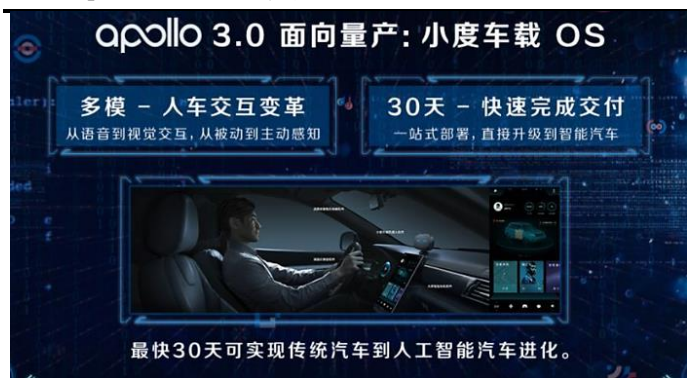 apollo 3.0 面向量产: 小度车载 OS
多模 – 人车交互变革
从语音到视觉交互, 从被动到主动感知
30天 – 快速完成交付
一站式部署, 直接升级到智能汽车
最快30天可实现传统汽车到人工智能汽车进化。